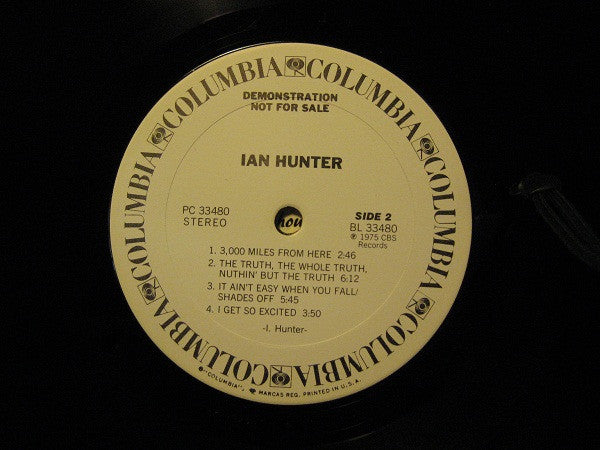 COLUMBIA COLUMBIA COLUMBIA COLUMBIA COLUMBIA COLUMBIA
DEMONSTRATION
NOT FOR SALE
IAN HUNTER
PC 33480
STEREO
SIDE 2
BL 33480
℗ 1975 CBS
Records
1. 3,000 MILES FROM HERE 2:46
2. THE TRUTH, THE WHOLE TRUTH,
NUTHIN' BUT THE TRUTH 6:12
3. IT AIN'T EASY WHEN YOU FALL/
SHADES OFF 5:45
4. I GET SO EXCITED 3:50
-I. Hunter-
"COLUMBIA", MARCAS REG. PRINTED IN U.S.A.